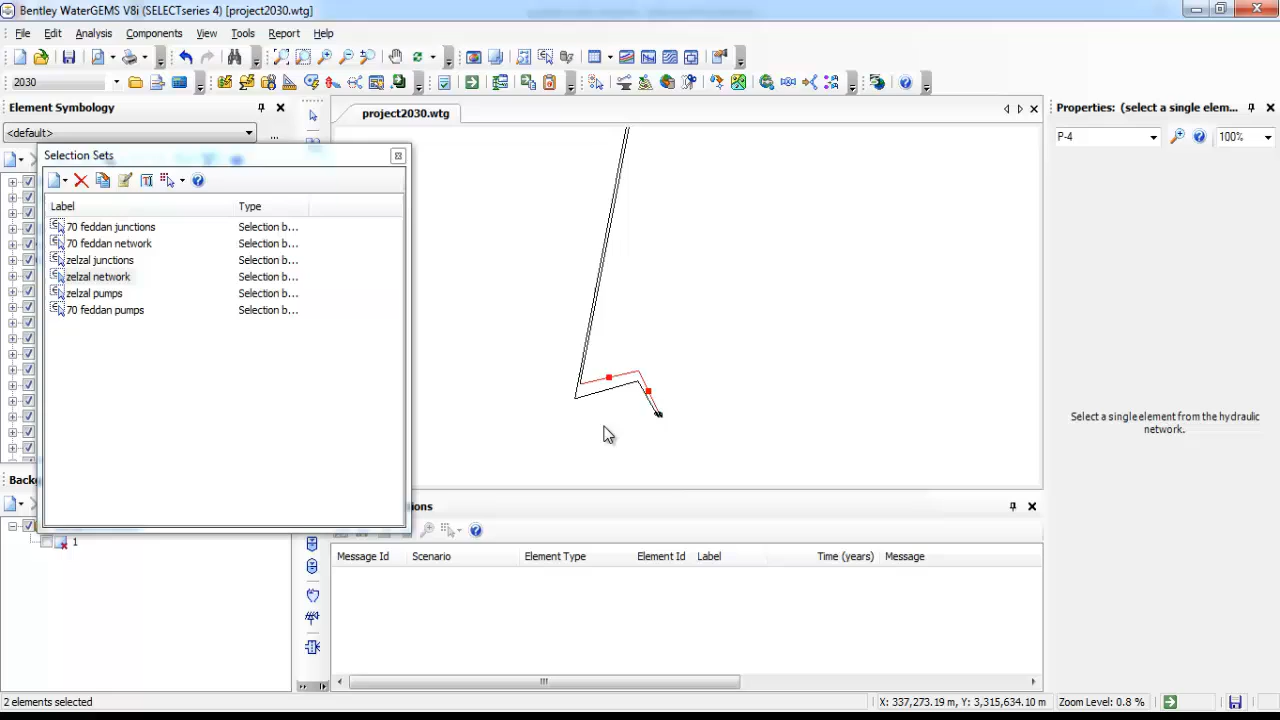 Bentley WaterGEMS V8i (SELECTseries 4) [project2030.wtg]
File Edit Analysis Components View Tools Report Help
2030
Element Symbology
<default>
...
project2030.wtg
Properties: (select a single elem...
P-4
100%
Selection Sets
Label Type
70 feddan junctions Selection b...
70 feddan network Selection b...
zelzal junctions Selection b...
zelzal network Selection b...
zelzal pumps Selection b...
70 feddan pumps Selection b...
Select a single element from the hydraulic
network.
1
Message Id Scenario Element Type Element Id Label Time (years) Message
2 elements selected
X: 337,273.19 m, Y: 3,315,634.10 m
Zoom Level: 0.8 %